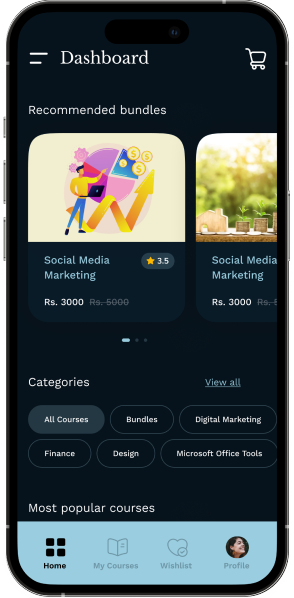 Dashboard
Recommended bundles
Social Media
Marketing
3.5
Rs. 3000 Rs. 5000
Social Media
Marketing
Rs. 3000 Rs.
Categories
View all
All Courses
Bundles
Digital Marketing
Finance
Design
Microsoft Office Tools
Most popular courses
Home
My Courses
Wishlist
Profile